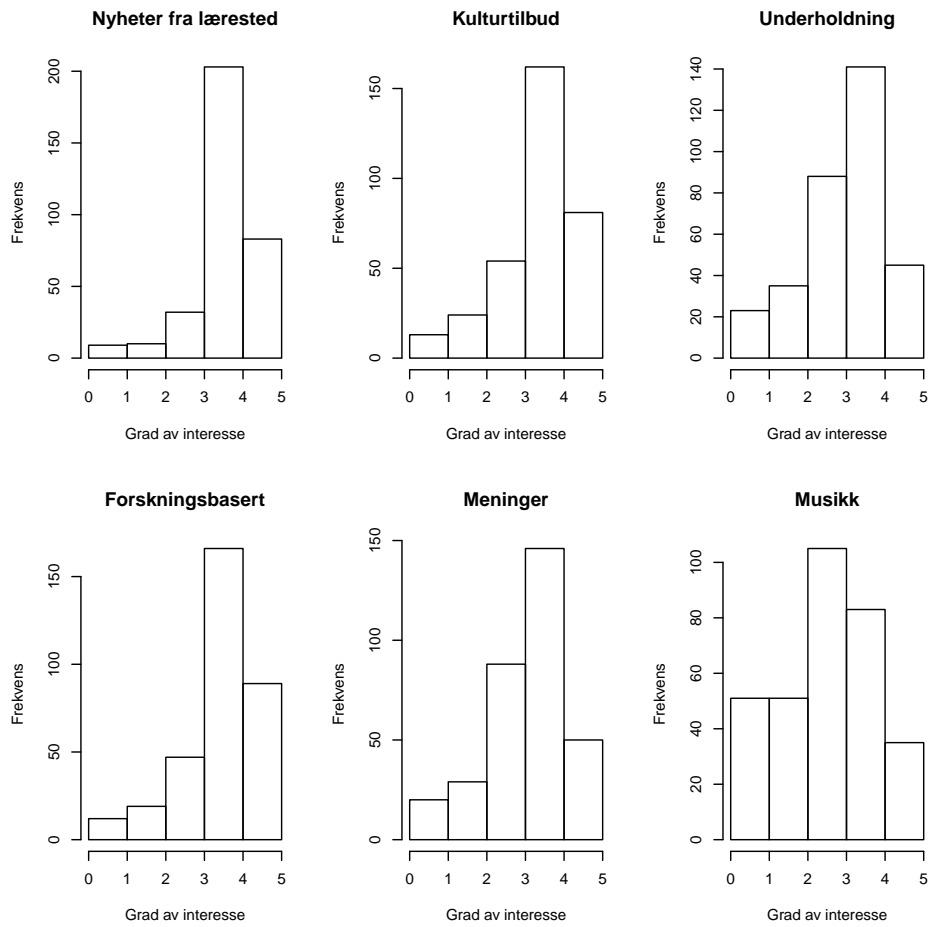 Nyheter fra lærested
Frekvens
0 50 100 150 200
0 1 2 3 4 5
Grad av interesse
Kulturtilbud
Frekvens
0 50 100 150
0 1 2 3 4 5
Grad av interesse
Underholdning
Frekvens
0 20 40 60 80 100 120 140
0 1 2 3 4 5
Grad av interesse
Forskningsbasert
Frekvens
0 50 100 150
0 1 2 3 4 5
Grad av interesse
Meninger
Frekvens
0 50 100 150
0 1 2 3 4 5
Grad av interesse
Musikk
Frekvens
0 20 40 60 80 100
0 1 2 3 4 5
Grad av interesse